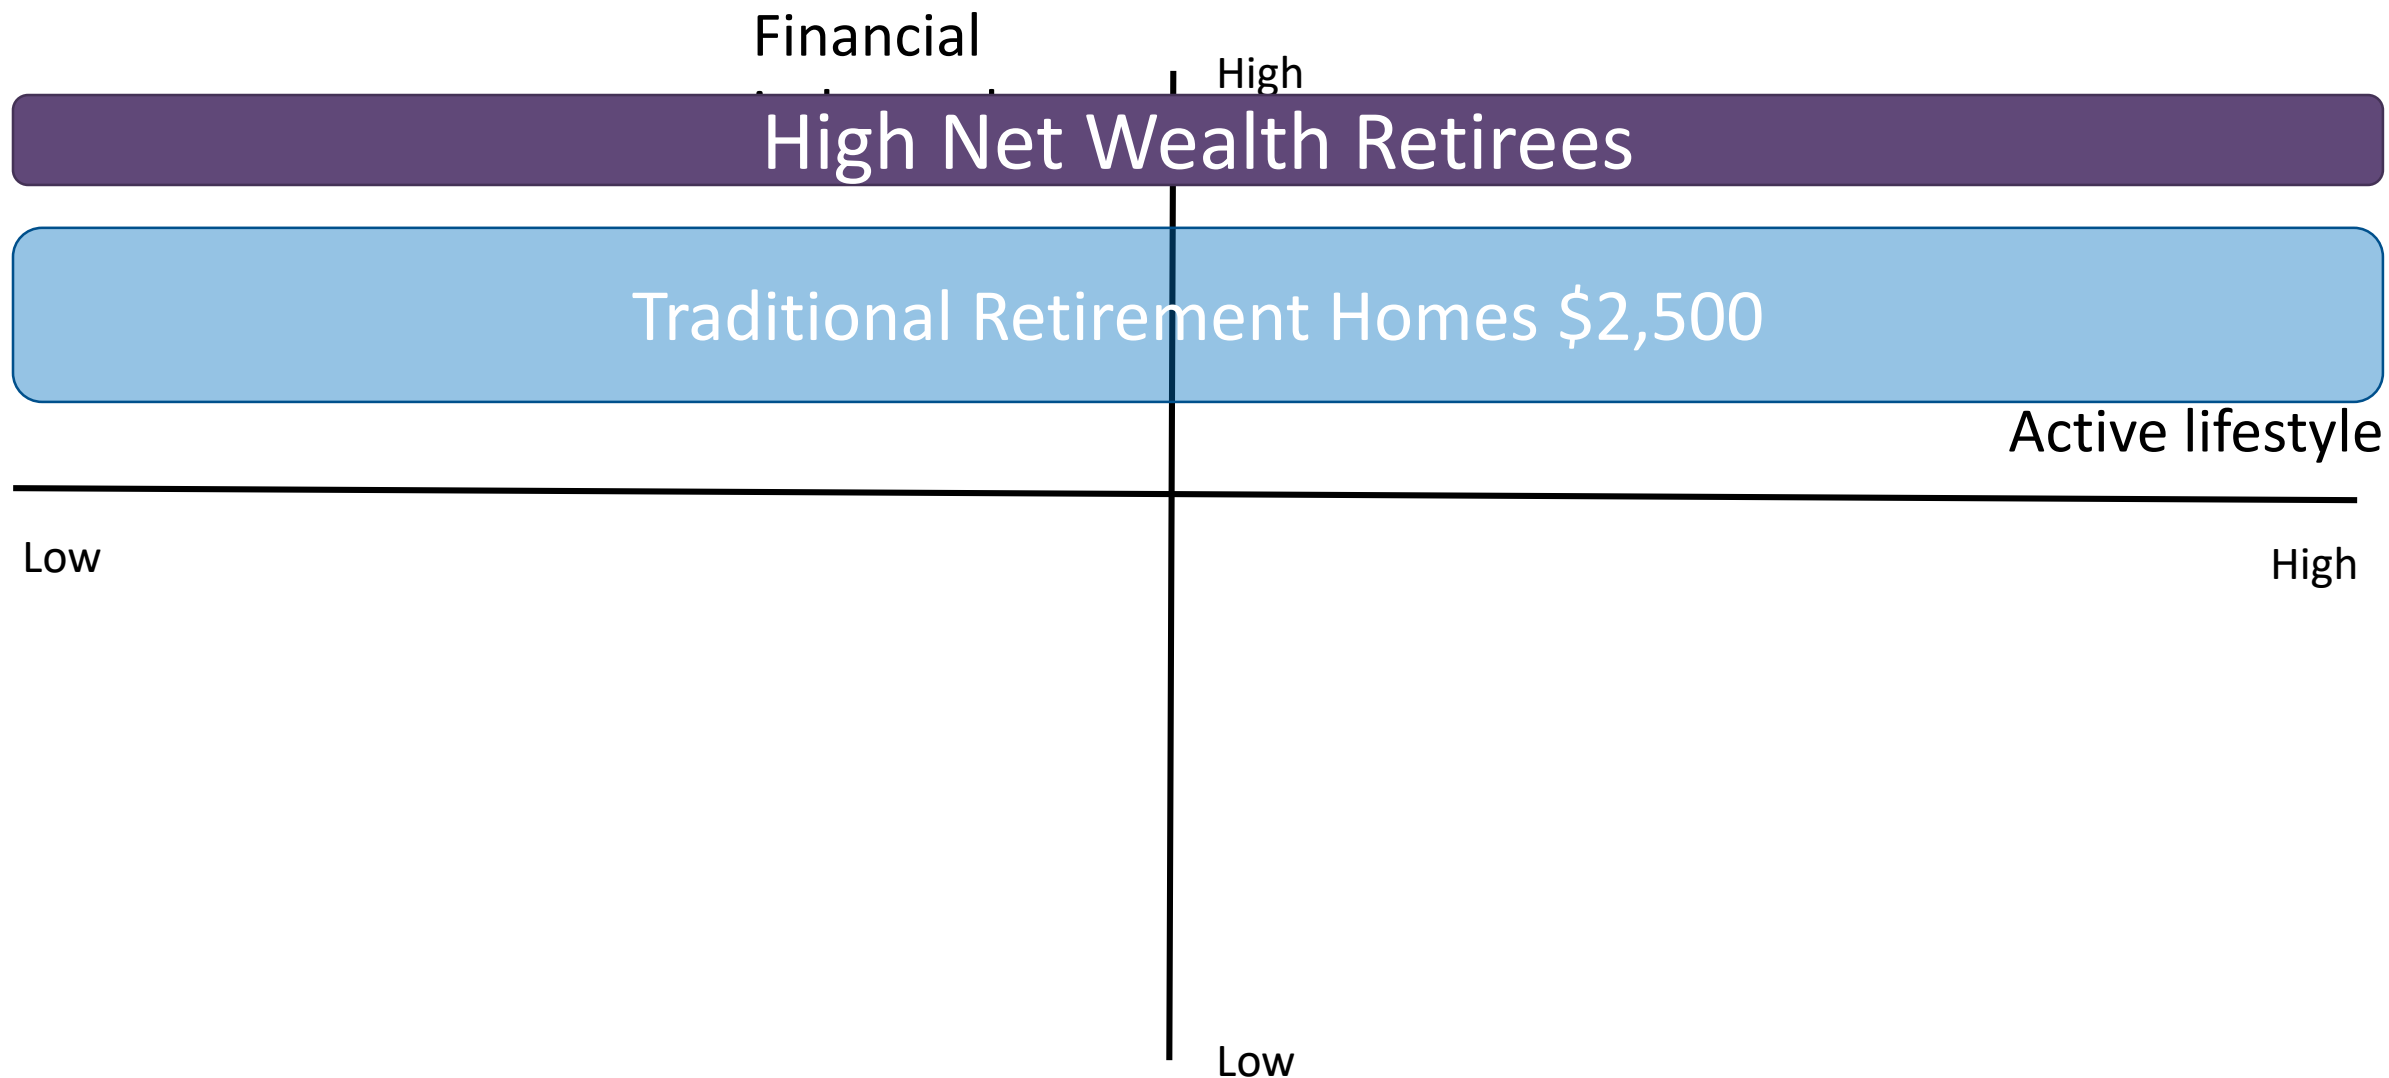 Financial
High
High Net Wealth Retirees
Traditional Retirement Homes $2,500
Active lifestyle
Low
High
Low